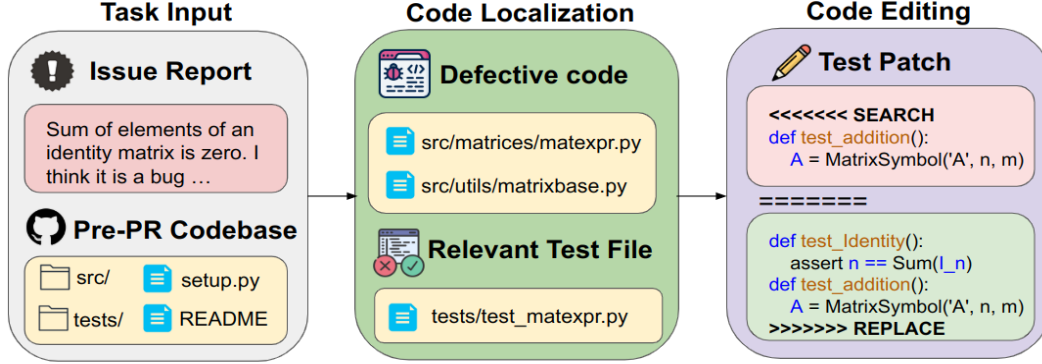 Task Input
Issue Report
Sum of elements of an
identity matrix is zero. I
think it is a bug ...
Pre-PR Codebase
src/
setup.py
tests/
README
Code Localization
Defective code
src/matrices/matexpr.py
src/utils/matrixbase.py
Relevant Test File
tests/test_matexpr.py
Code Editing
Test Patch
<<<<<<< SEARCH
def test_addition():
A = MatrixSymbol('A', n, m)
=======
def test_Identity():
assert n == Sum(I_n)
def test_addition():
A = MatrixSymbol('A', n, m)
>>>>>>> REPLACE